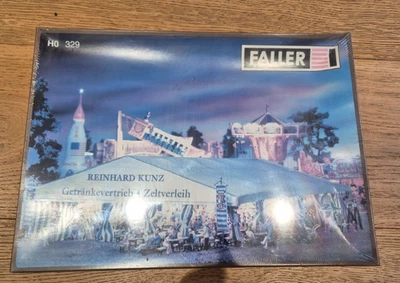 H0 329
FALLER
REINHARD KUNZ
Getränkevertrieb • Zeltverleih